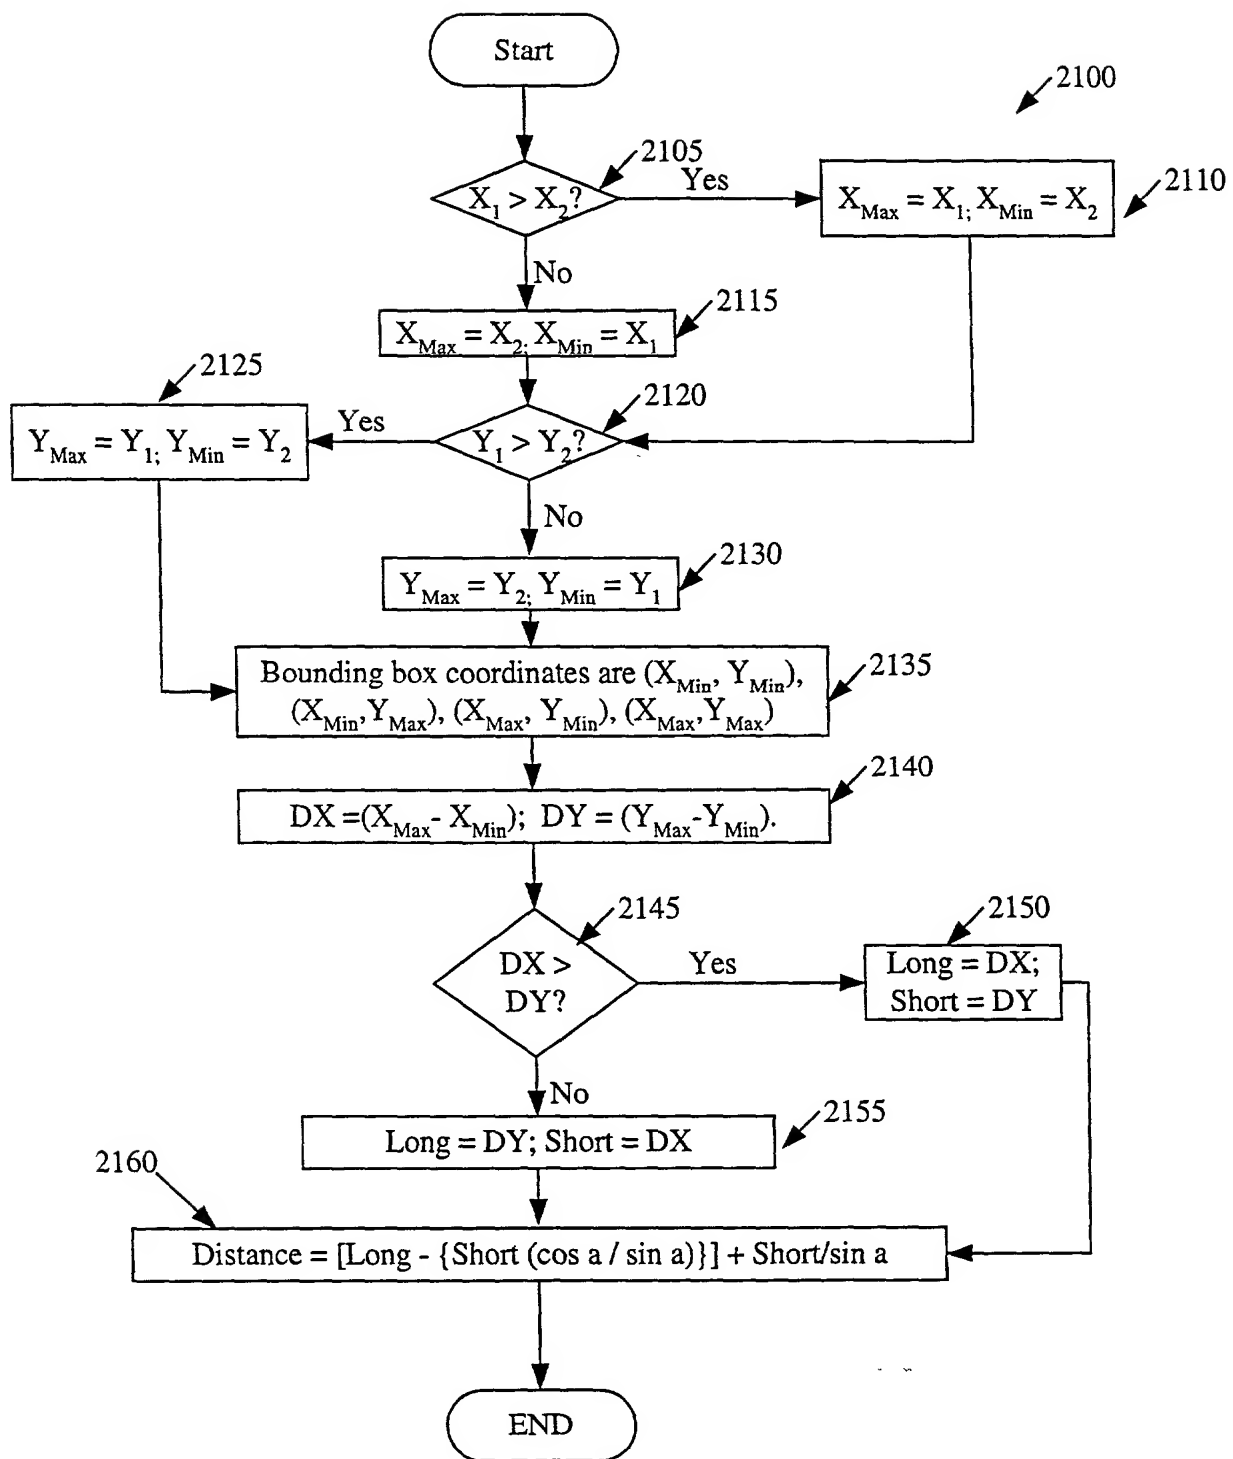 Start
2100
2105
X1 > X2?
Yes
XMax = X1; XMin = X2
2110
No
2115
XMax = X2; XMin = X1
2125
2120
YMax = Y1; YMin = Y2
Yes
Y1 > Y2?
No
2130
YMax = Y2; YMin = Y1
Bounding box coordinates are (XMin, YMin),
(XMin,YMax), (XMax, YMin), (XMax,YMax)
2135
2140
DX =(XMax- XMin); DY = (YMax-YMin).
2145
DX >
DY?
Yes
2150
Long = DX;
Short = DY
No
2155
Long = DY; Short = DX
2160
Distance = [Long - {Short (cos a / sin a)}] + Short/sin a
END